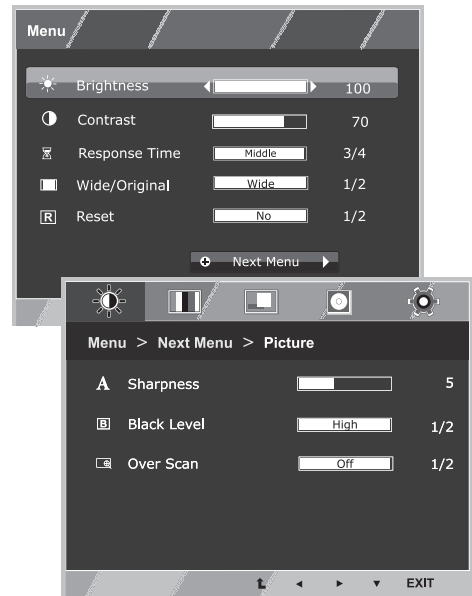 Menu
Brightness 100
Contrast 70
Response Time Middle 3/4
Wide/Original Wide 1/2
R Reset No 1/2
Next Menu
Menu > Next Menu > Picture
A Sharpness 5
B Black Level High 1/2
Over Scan Off 1/2
EXIT